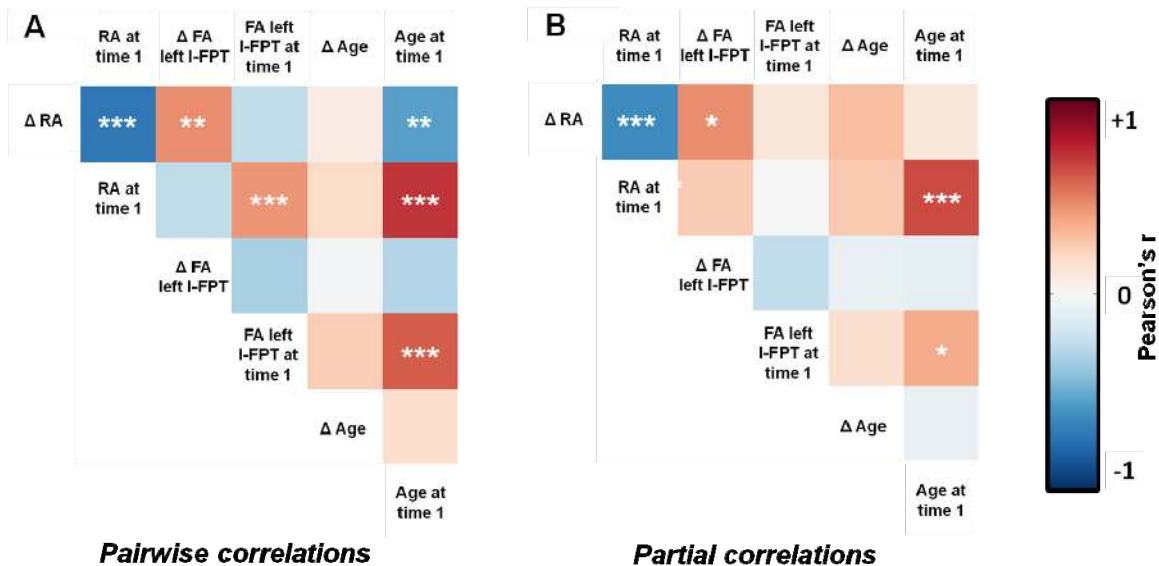 A
RA at
time 1
Δ FA
left l-FPT
FA left
l-FPT at
time 1
Δ Age
Age at
time 1
Δ RA
***
**
**
RA at
time 1
***
***
Δ FA
left l-FPT
FA left
l-FPT at
time 1
***
Δ Age
Age at
time 1
Pairwise correlations
B
RA at
time 1
Δ FA
left l-FPT
FA left
l-FPT at
time 1
Δ Age
Age at
time 1
Δ RA
***
*
RA at
time 1
***
Δ FA
left l-FPT
FA left
l-FPT at
time 1
*
Δ Age
Age at
time 1
Partial correlations
+1
0
-1
Pearson's r